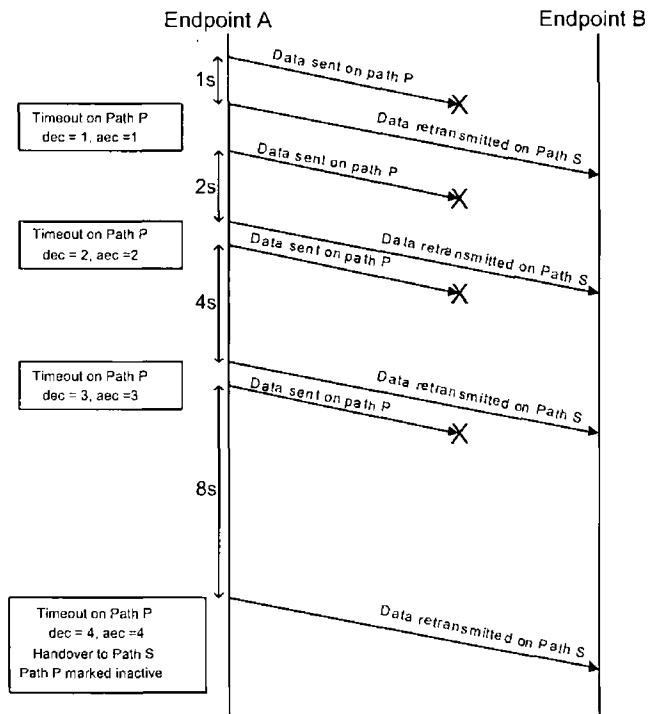 Endpoint A
Endpoint B
Data sent on path P
1s
Timeout on Path P
dec = 1, aec =1
Data retransmitted on Path S
Data sent on path P
2s
Timeout on Path P
dec = 2, aec =2
Data retransmitted on Path S
Data sent on path P
4s
Timeout on Path P
dec = 3, aec =3
Data retransmitted on Path S
Data sent on path P
8s
Timeout on Path P
dec = 4, aec =4
Handover to Path S
Path P marked inactive
Data retransmitted on Path S